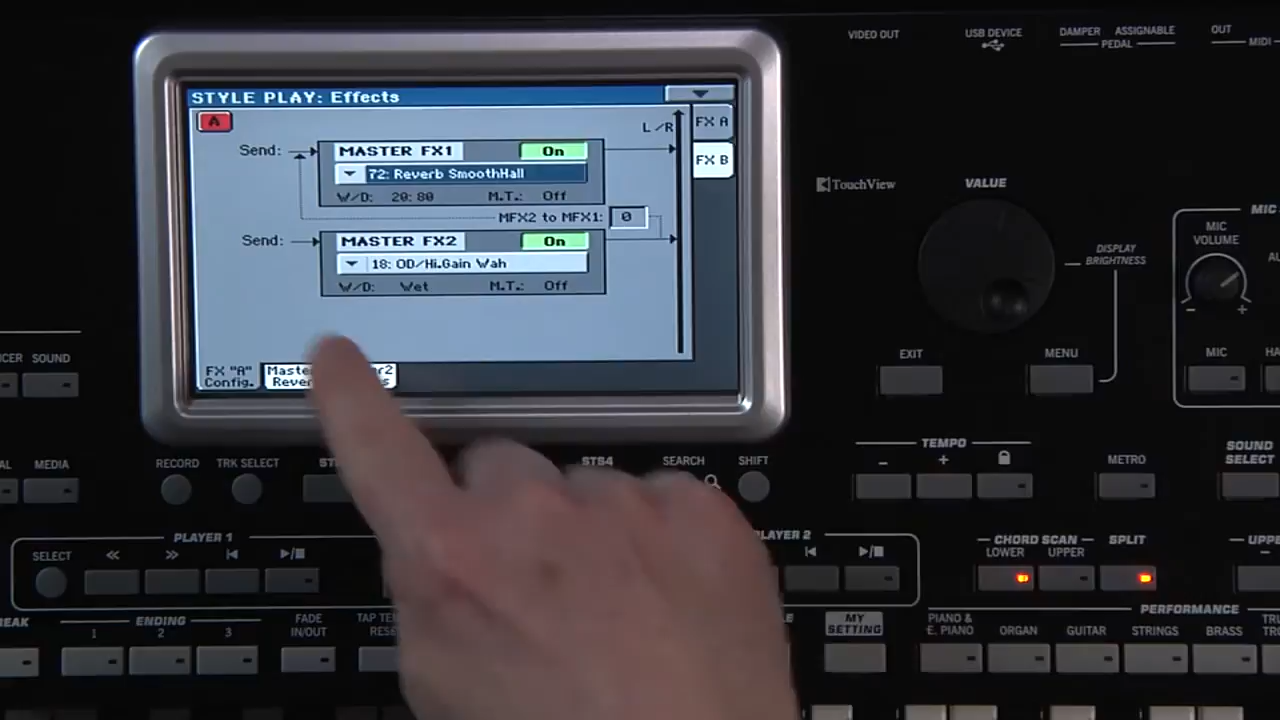 VIDEO OUT
USB DEVICE
DAMPER ASSIGNABLE
PEDAL
OUT
MIDI
STYLE PLAY: Effects
A
L/R
FX A
FX B
Send:
MASTER FX1
On
72: Reverb SmoothHall
W/D: 20:80
M.T.: Off
MFX2 to MFX1: 0
Send:
MASTER FX2
On
18: OD/Hi.Gain Wah
W/D: Wet
M.T.: Off
FX "A"
Config.
TouchView
VALUE
DISPLAY
BRIGHTNESS
MIC
MIC
VOLUME
- +
EXIT
MENU
MIC
SOUND
MEDIA
RECORD
TRK SELECT
STS4
SEARCH
SHIFT
TEMPO
- +
METRO
SOUND
SELECT
PLAYER 1
SELECT
CHORD SCAN
LOWER UPPER
SPLIT
ENDING
1 2 3
FADE
IN/OUT
MY
SETTING
PERFORMANCE
PIANO &
E. PIANO
ORGAN
GUITAR
STRINGS
BRASS